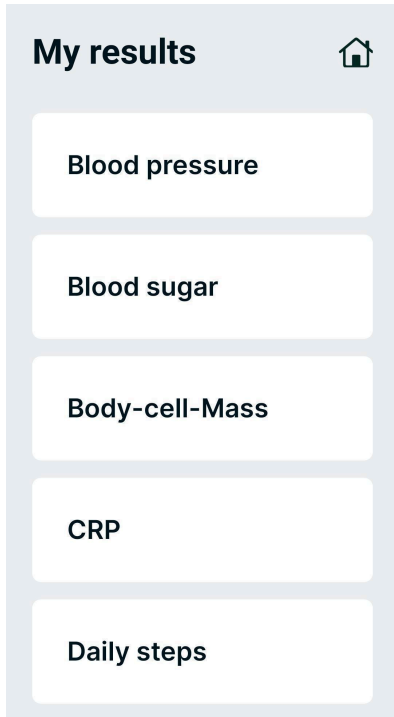 My results
Blood pressure
Blood sugar
Body-cell-Mass
CRP
Daily steps